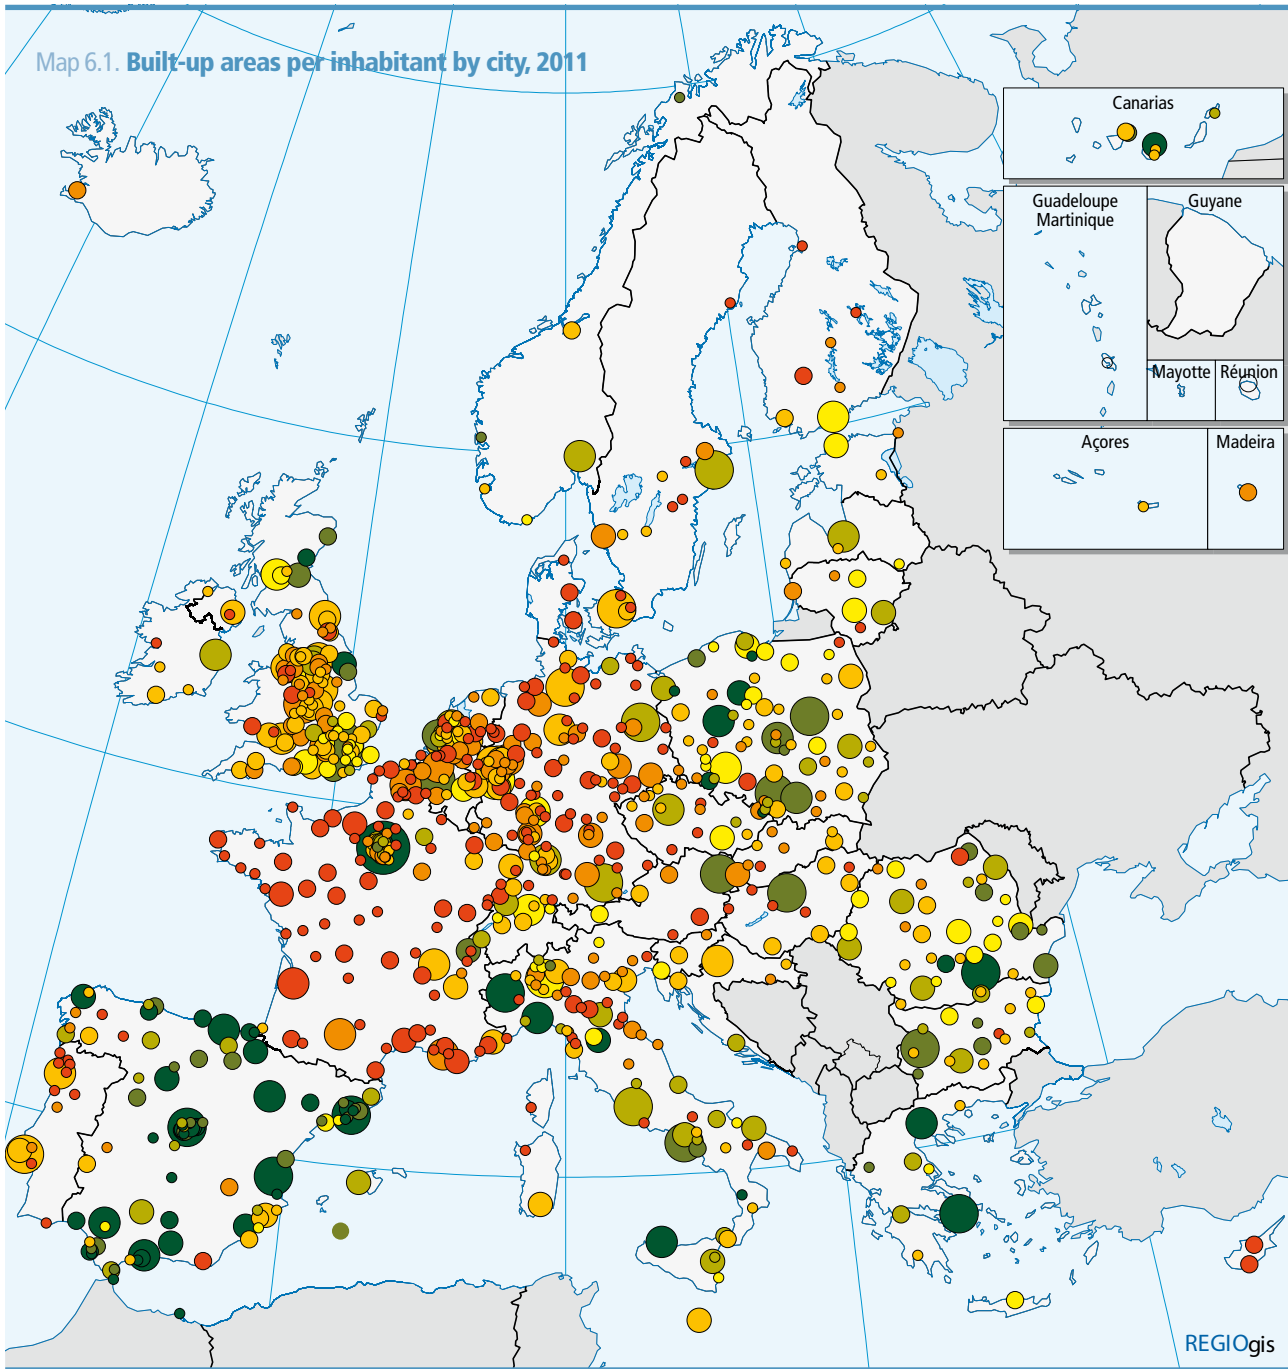 Map 6.1. Built-up areas per inhabitant by city, 2011
Canarias
Guadeloupe
Martinique
Guyane
Mayotte
Réunion
Açores
Madeira
REGIOgis